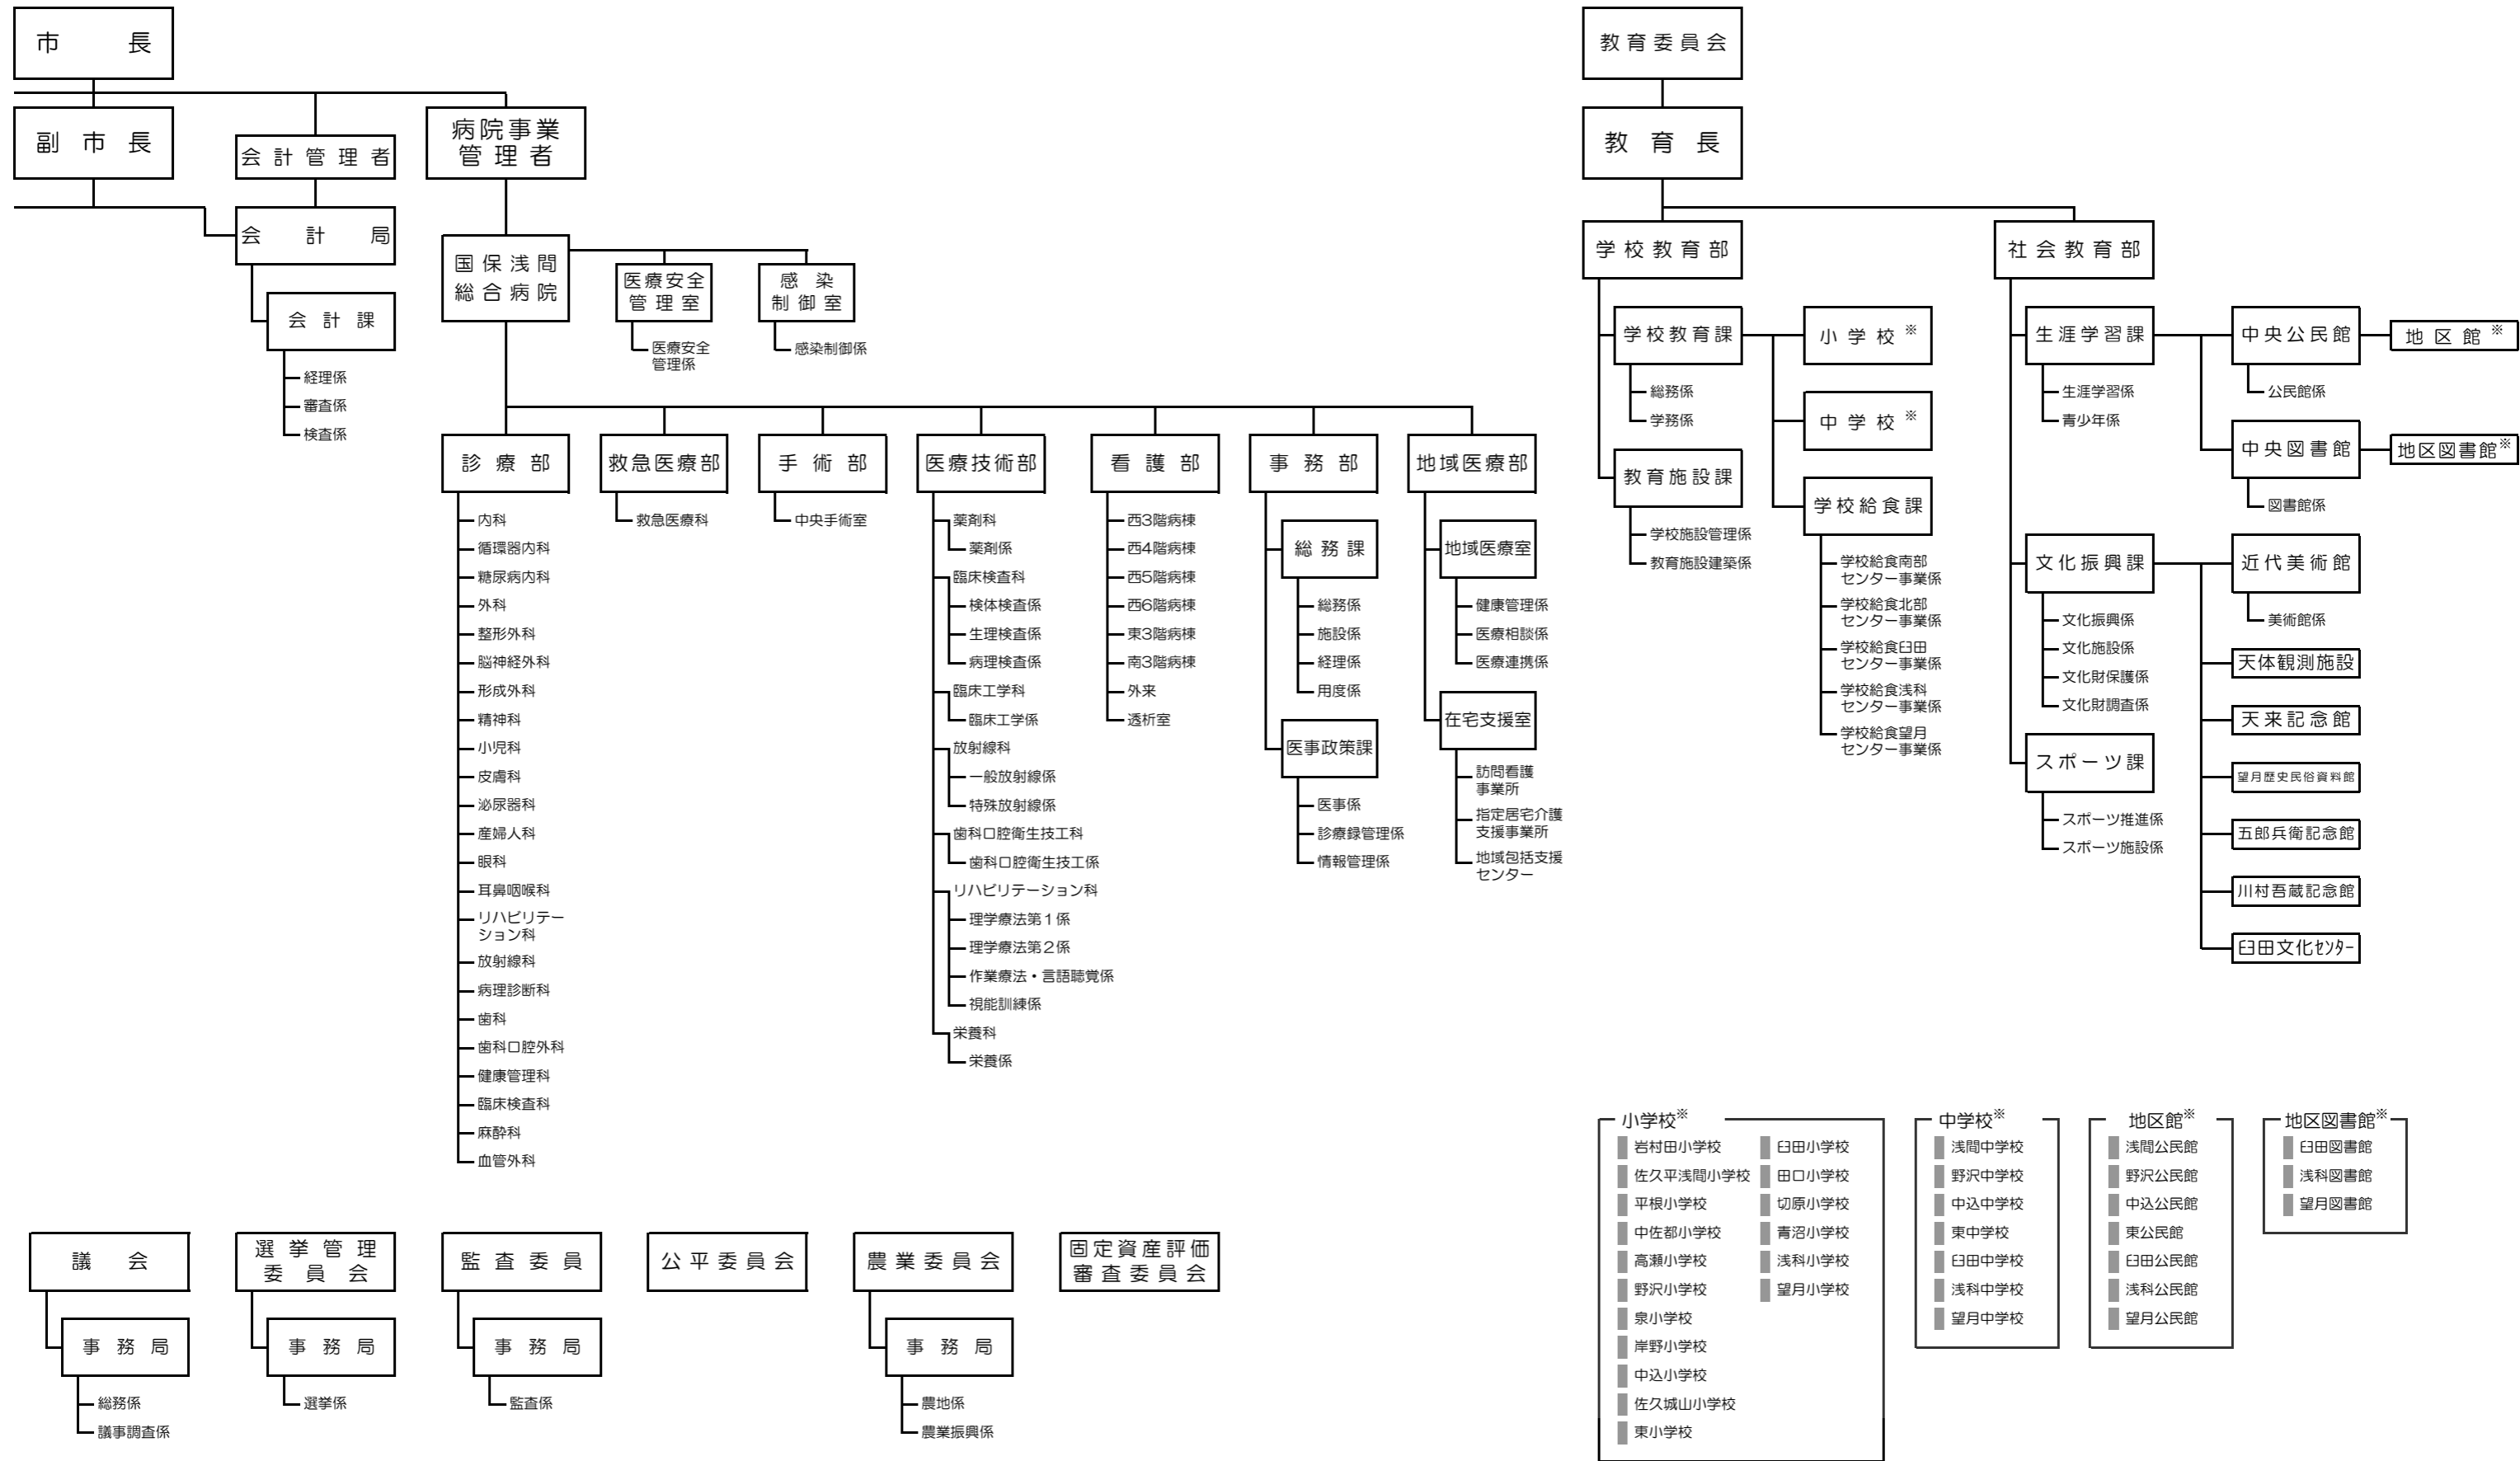 市長
副市長
会計管理者
会計局
会計課
経理係
審査係
検査係
病院事業
管理者
国保浅間
総合病院
医療安全
管理室
医療安全
管理係
感染
制御室
感染制御係
診療部
内科
循環器内科
糖尿病内科
外科
整形外科
脳神経外科
形成外科
精神科
小児科
皮膚科
泌尿器科
産婦人科
眼科
耳鼻咽喉科
リハビリテー
ション科
放射線科
病理診断科
歯科
歯科口腔外科
健康管理科
臨床検査科
麻酔科
血管外科
救急医療部
救急医療科
手術部
中央手術室
医療技術部
薬剤科
薬剤係
臨床検査科
検体検査係
生理検査係
病理検査係
臨床工学科
臨床工学係
放射線科
一般放射線係
特殊放射線係
歯科口腔衛生技工科
歯科口腔衛生技工係
リハビリテーション科
理学療法第1係
理学療法第2係
作業療法・言語聴覚係
視能訓練係
栄養科
栄養係
看護部
西3階病棟
西4階病棟
西5階病棟
西6階病棟
東3階病棟
南3階病棟
外来
透析室
事務部
総務課
総務係
施設係
経理係
用度係
医事政策課
医事係
診療録管理係
情報管理係
地域医療部
地域医療室
健康管理係
医療相談係
医療連携係
在宅支援室
訪問看護
事業所
指定居宅介護
支援事業所
地域包括支援
センター
教育委員会
教育長
学校教育部
学校教育課
総務係
学務係
教育施設課
学校施設管理係
教育施設建築係
小学校※
中学校※
学校給食課
学校給食南部
センター事業係
学校給食北部
センター事業係
学校給食臼田
センター事業係
学校給食浅科
センター事業係
学校給食望月
センター事業係
社会教育部
生涯学習課
生涯学習係
青少年係
中央公民館
公民館係
地区館※
中央図書館
図書館係
地区図書館※
文化振興課
文化振興係
文化施設係
文化財保護係
文化財調査係
近代美術館
美術館係
天体観測施設
天来記念館
望月歴史民俗資料館
五郎兵衛記念館
川村吾蔵記念館
臼田文化ｾﾝﾀｰ
スポーツ課
スポーツ推進係
スポーツ施設係
議会
事務局
総務係
議事調査係
選挙管理
委員会
事務局
選挙係
監査委員
事務局
監査係
公平委員会
農業委員会
事務局
農地係
農業振興係
固定資産評価
審査委員会
小学校※
岩村田小学校
佐久平浅間小学校
平根小学校
中佐都小学校
高瀬小学校
野沢小学校
泉小学校
岸野小学校
中込小学校
佐久城山小学校
東小学校
臼田小学校
田口小学校
切原小学校
青沼小学校
浅科小学校
望月小学校
中学校※
浅間中学校
野沢中学校
中込中学校
東中学校
臼田中学校
浅科中学校
望月中学校
地区館※
浅間公民館
野沢公民館
中込公民館
東公民館
臼田公民館
浅科公民館
望月公民館
地区図書館※
臼田図書館
浅科図書館
望月図書館